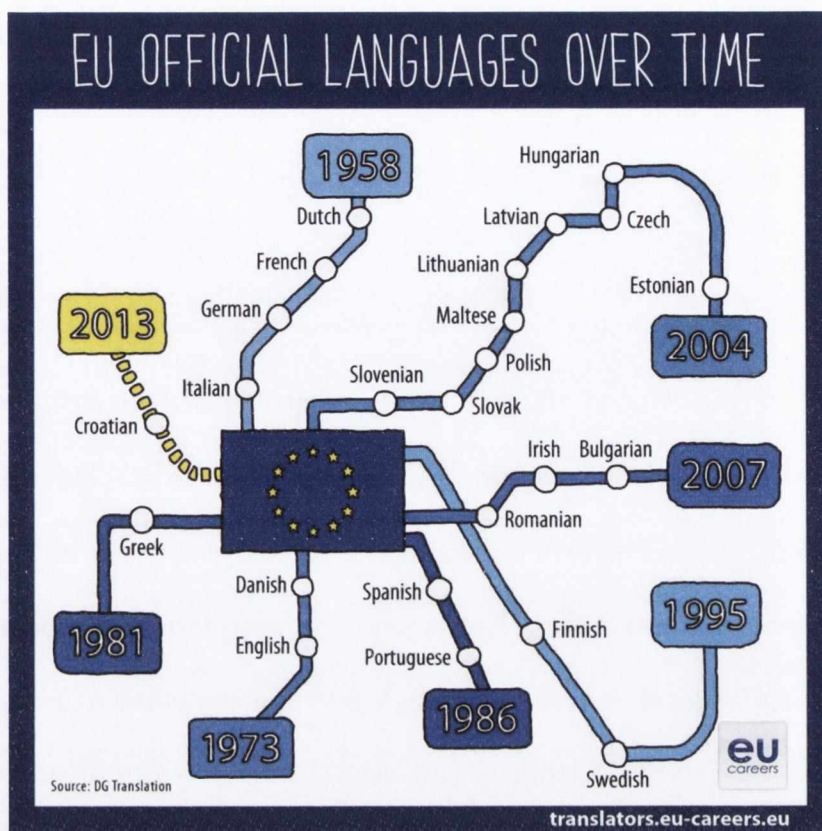 EU OFFICIAL LANGUAGES OVER TIME
1958
Dutch
French
German
Italian
2013
Croatian
Hungarian
Czech
Latvian
Lithuanian
Estonian
2004
Maltese
Polish
Slovenian
Slovak
Irish
Bulgarian
2007
Romanian
Greek
1981
Danish
English
1973
Spanish
Portuguese
1986
Finnish
1995
Swedish
eu
careers
Source: DG Translation
translators.eu-careers.eu